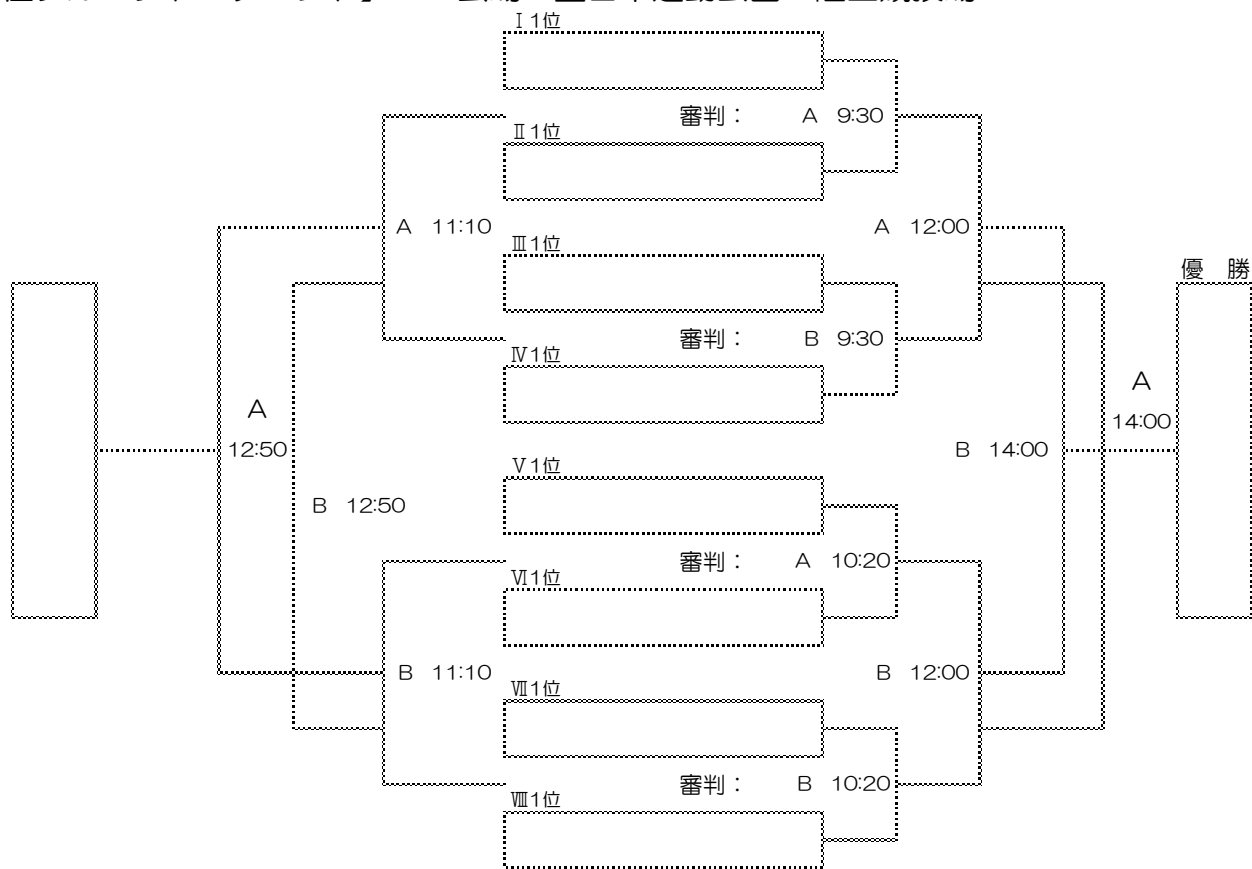 Ⅰ1位
審判： A 9:30
Ⅱ1位
A 11:10
A 12:00
Ⅲ1位
優 勝
審判： B 9:30
Ⅳ1位
A
12:50
A
14:00
B 14:00
Ⅴ1位
B 12:50
審判： A 10:20
Ⅵ1位
B 11:10
B 12:00
Ⅶ1位
審判： B 10:20
Ⅷ1位